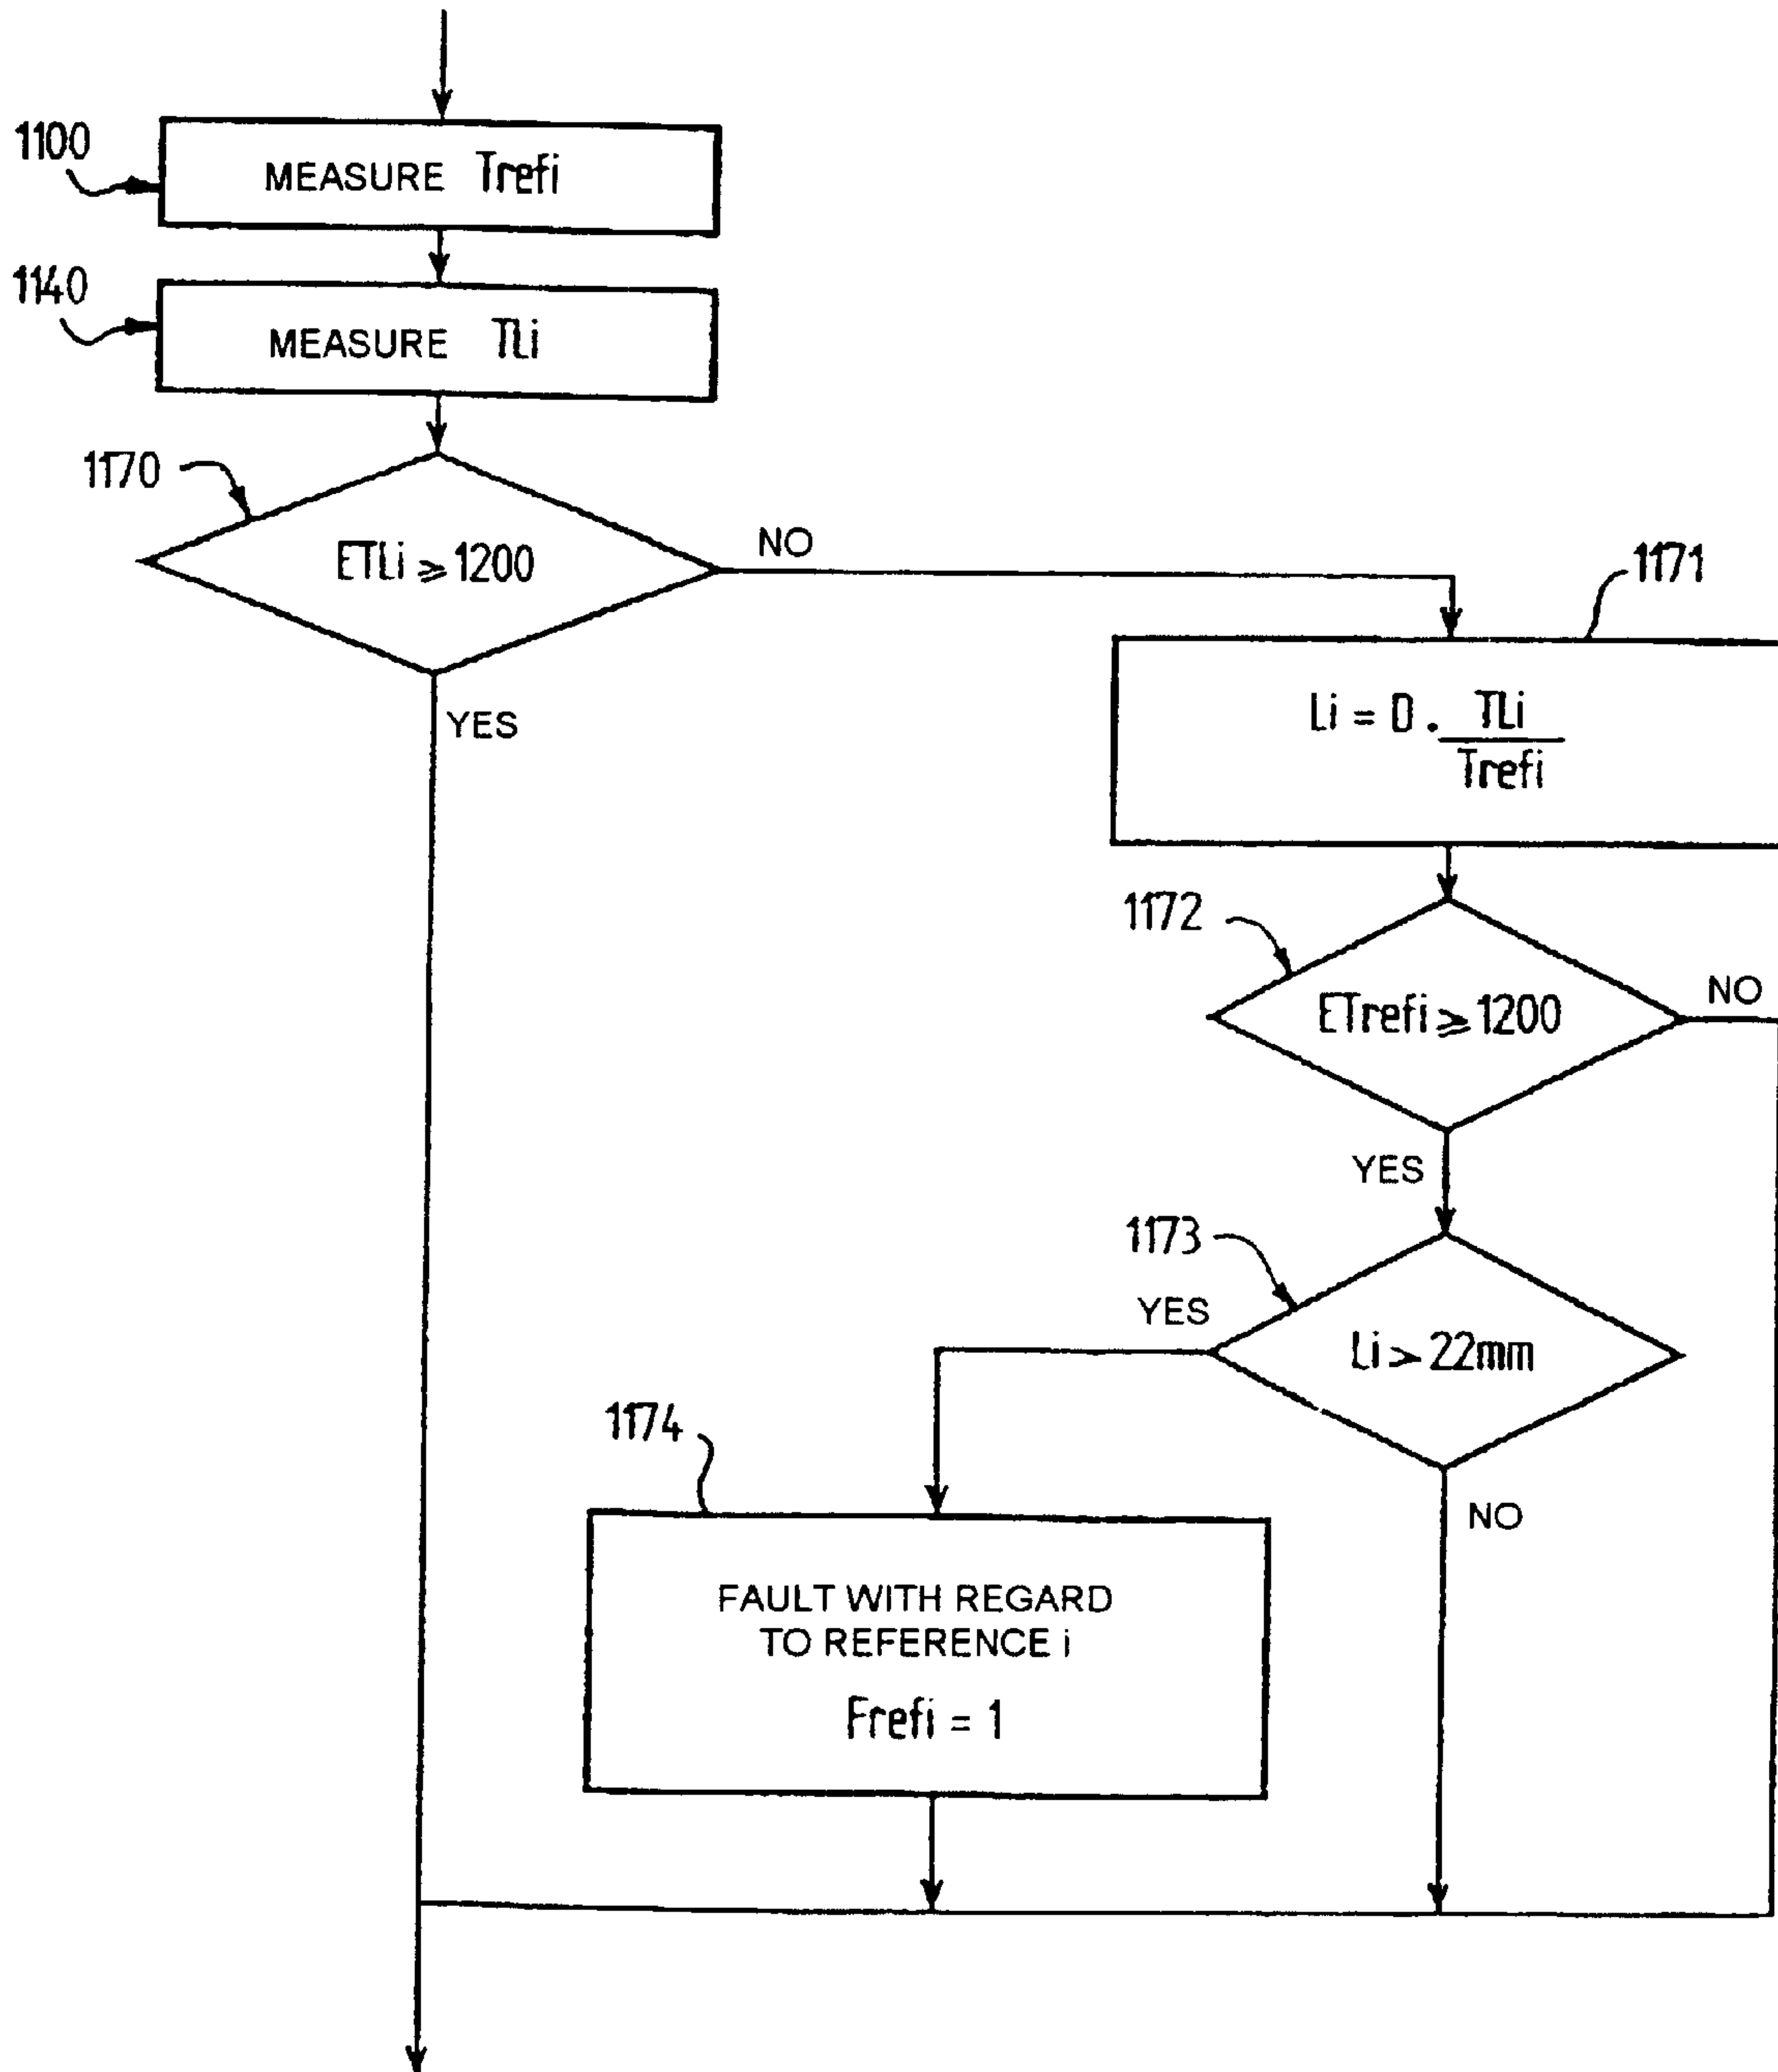 1100
MEASURE Trefi
1140
MEASURE TLi
1170
ETLi ⩾ 1200
NO
YES
1171
Li = D . TLi
Trefi
1172
ETrefi ⩾ 1200
NO
YES
1173
YES
Li > 22mm
NO
1174
FAULT WITH REGARD
TO REFERENCE i
Frefi = 1